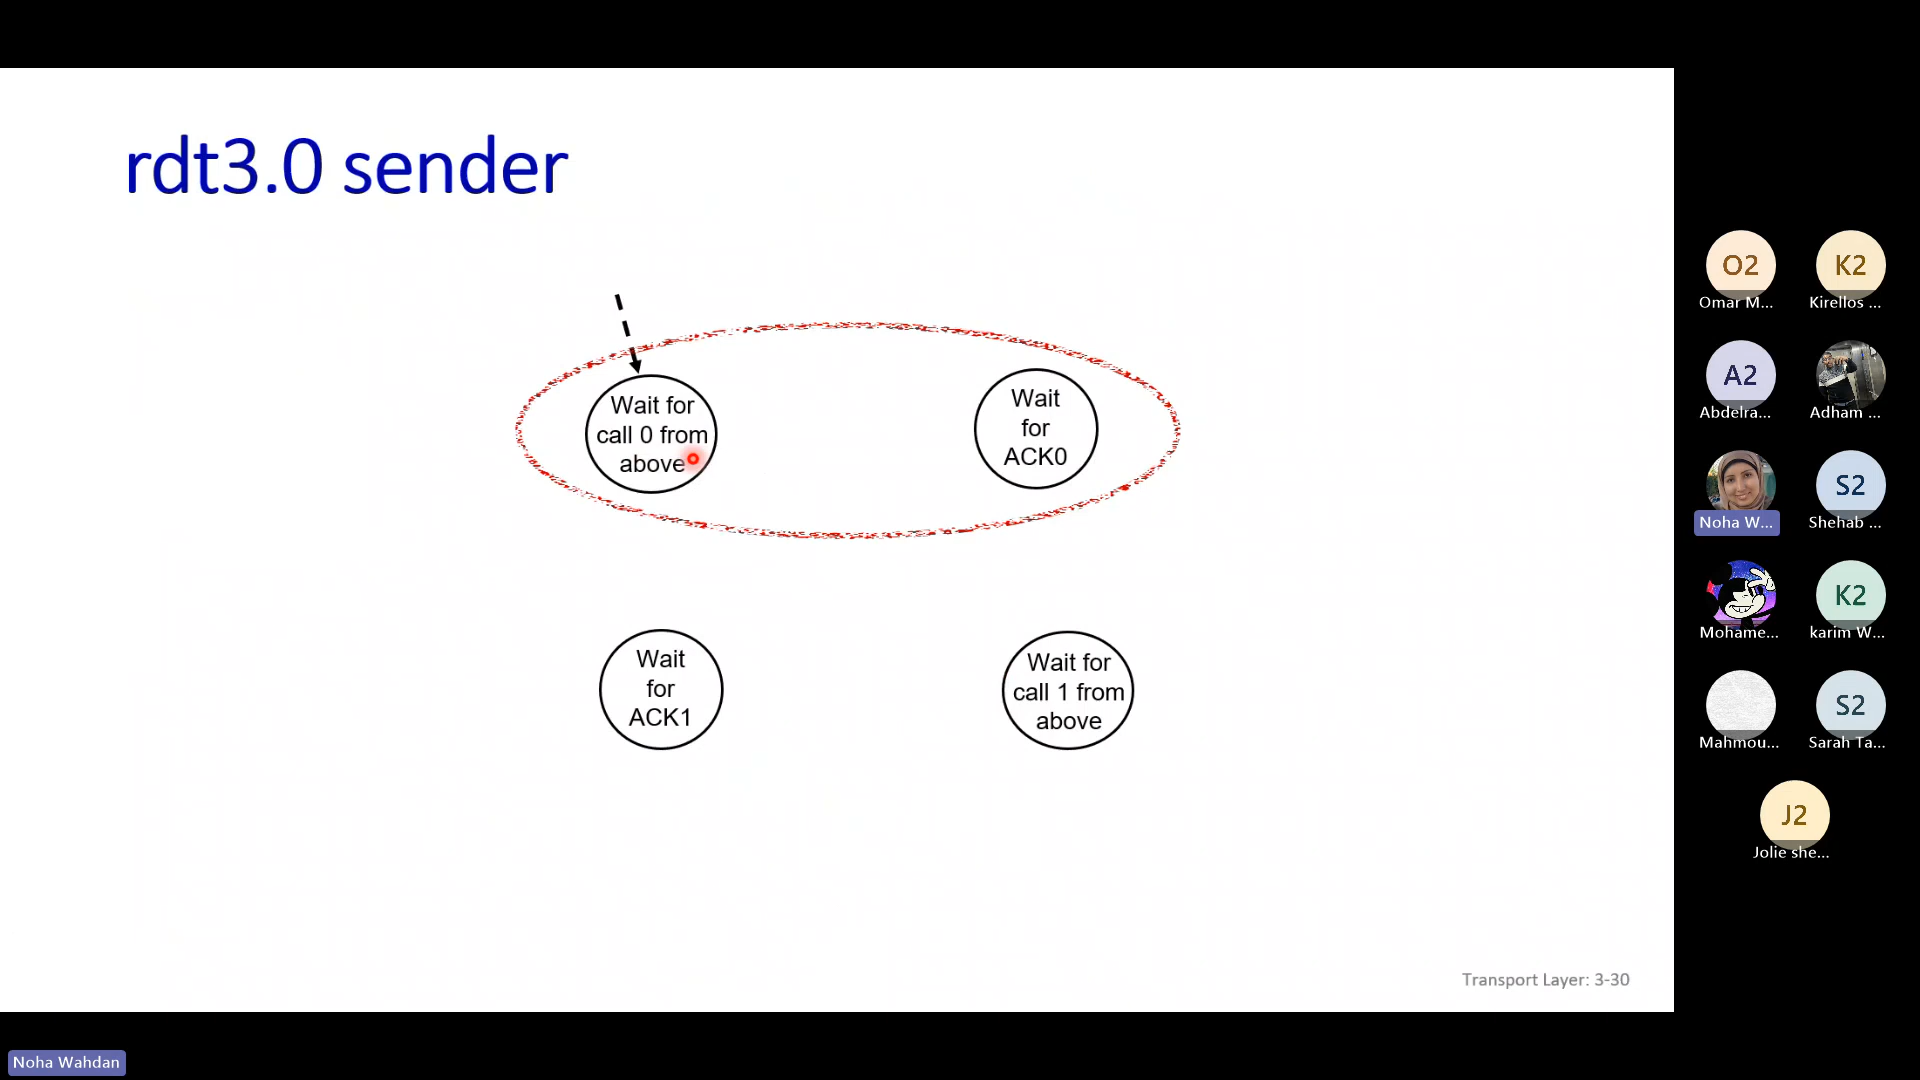 rdt3.0 sender
Wait for
call 0 from
above
Wait
for
ACK0
Wait
for
ACK1
Wait for
call 1 from
above
Transport Layer: 3-30
O2
Omar M...
K2
Kirellos ...
A2
Abdelra...
Adham ...
Noha W...
S2
Shehab ...
Mohame...
K2
karim W...
Mahmou...
S2
Sarah Ta...
J2
Jolie she...
Noha Wahdan